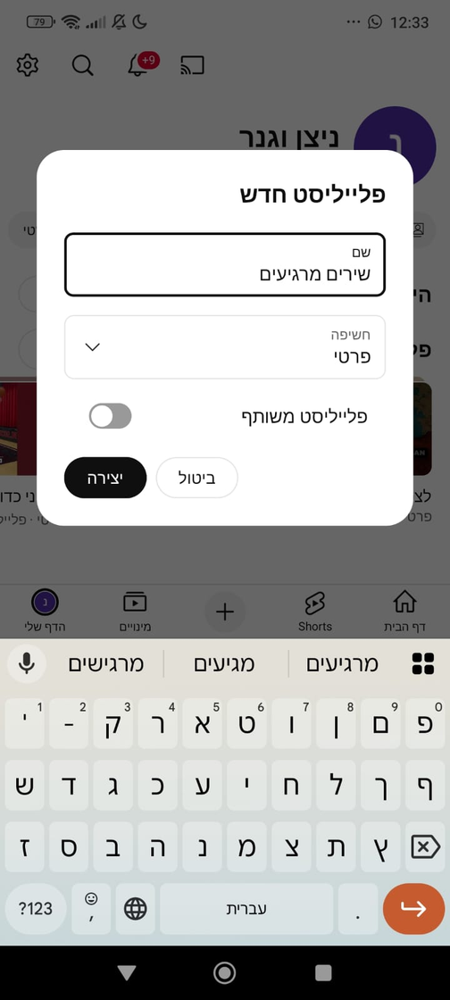 12:33
79
+9
ניצן וגנר
נ
פלייליסט חדש
שם
שירים מרגיעים
חשיפה
פרטי
פלייליסט משותף
ביטול
יצירה
דף הבית
Shorts
מינויים
נ
הדף שלי
מרגיעים
מגיעים
מרגישים
' 1 - 2 ק 3 ר 4 א 5 ט 6 ו 7 ן 8 ם 9 פ 0
ש ד ג כ ע י ח ל ך ף
ז ס ב ה נ מ צ ת ץ
?123 , עברית .